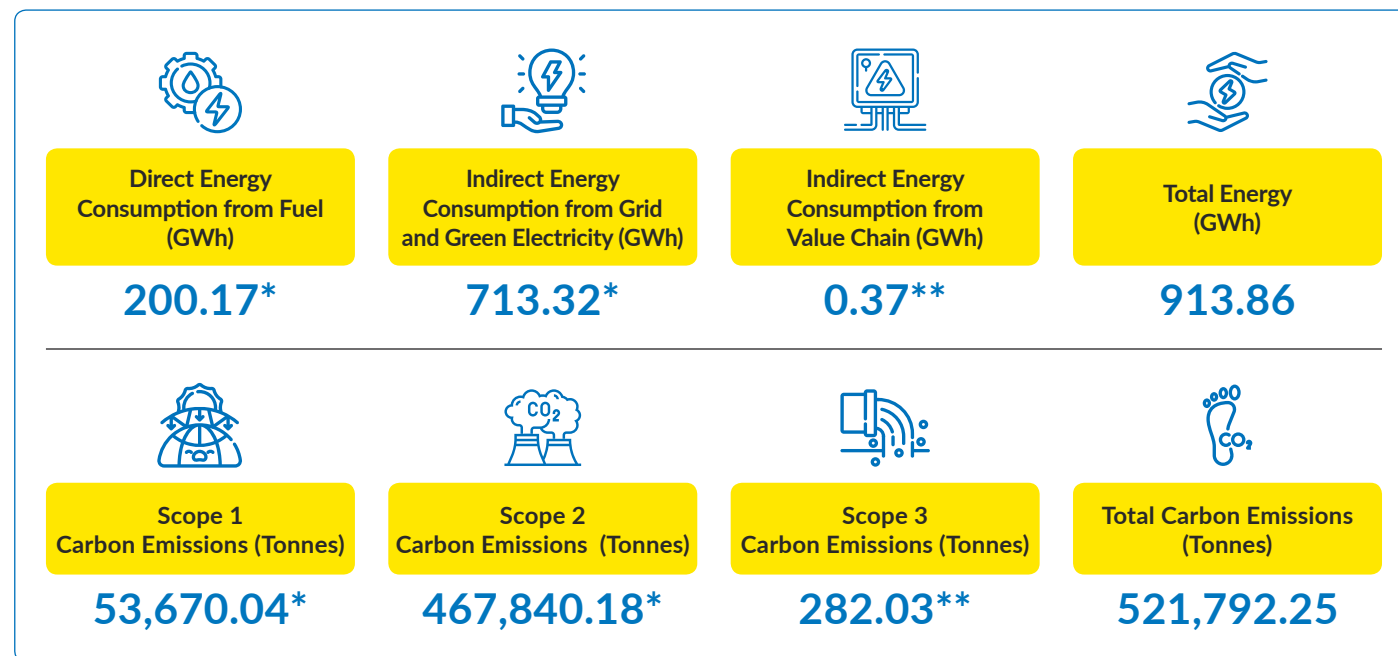 Direct Energy
Consumption from Fuel
(GWh)
200.17*
Indirect Energy
Consumption from Grid
and Green Electricity (GWh)
713.32*
Indirect Energy
Consumption from
Value Chain (GWh)
0.37**
Total Energy
(GWh)
913.86
Scope 1
Carbon Emissions (Tonnes)
53,670.04*
CO2
Scope 2
Carbon Emissions (Tonnes)
467,840.18*
Scope 3
Carbon Emissions (Tonnes)
282.03**
CO2
Total Carbon Emissions
(Tonnes)
521,792.25